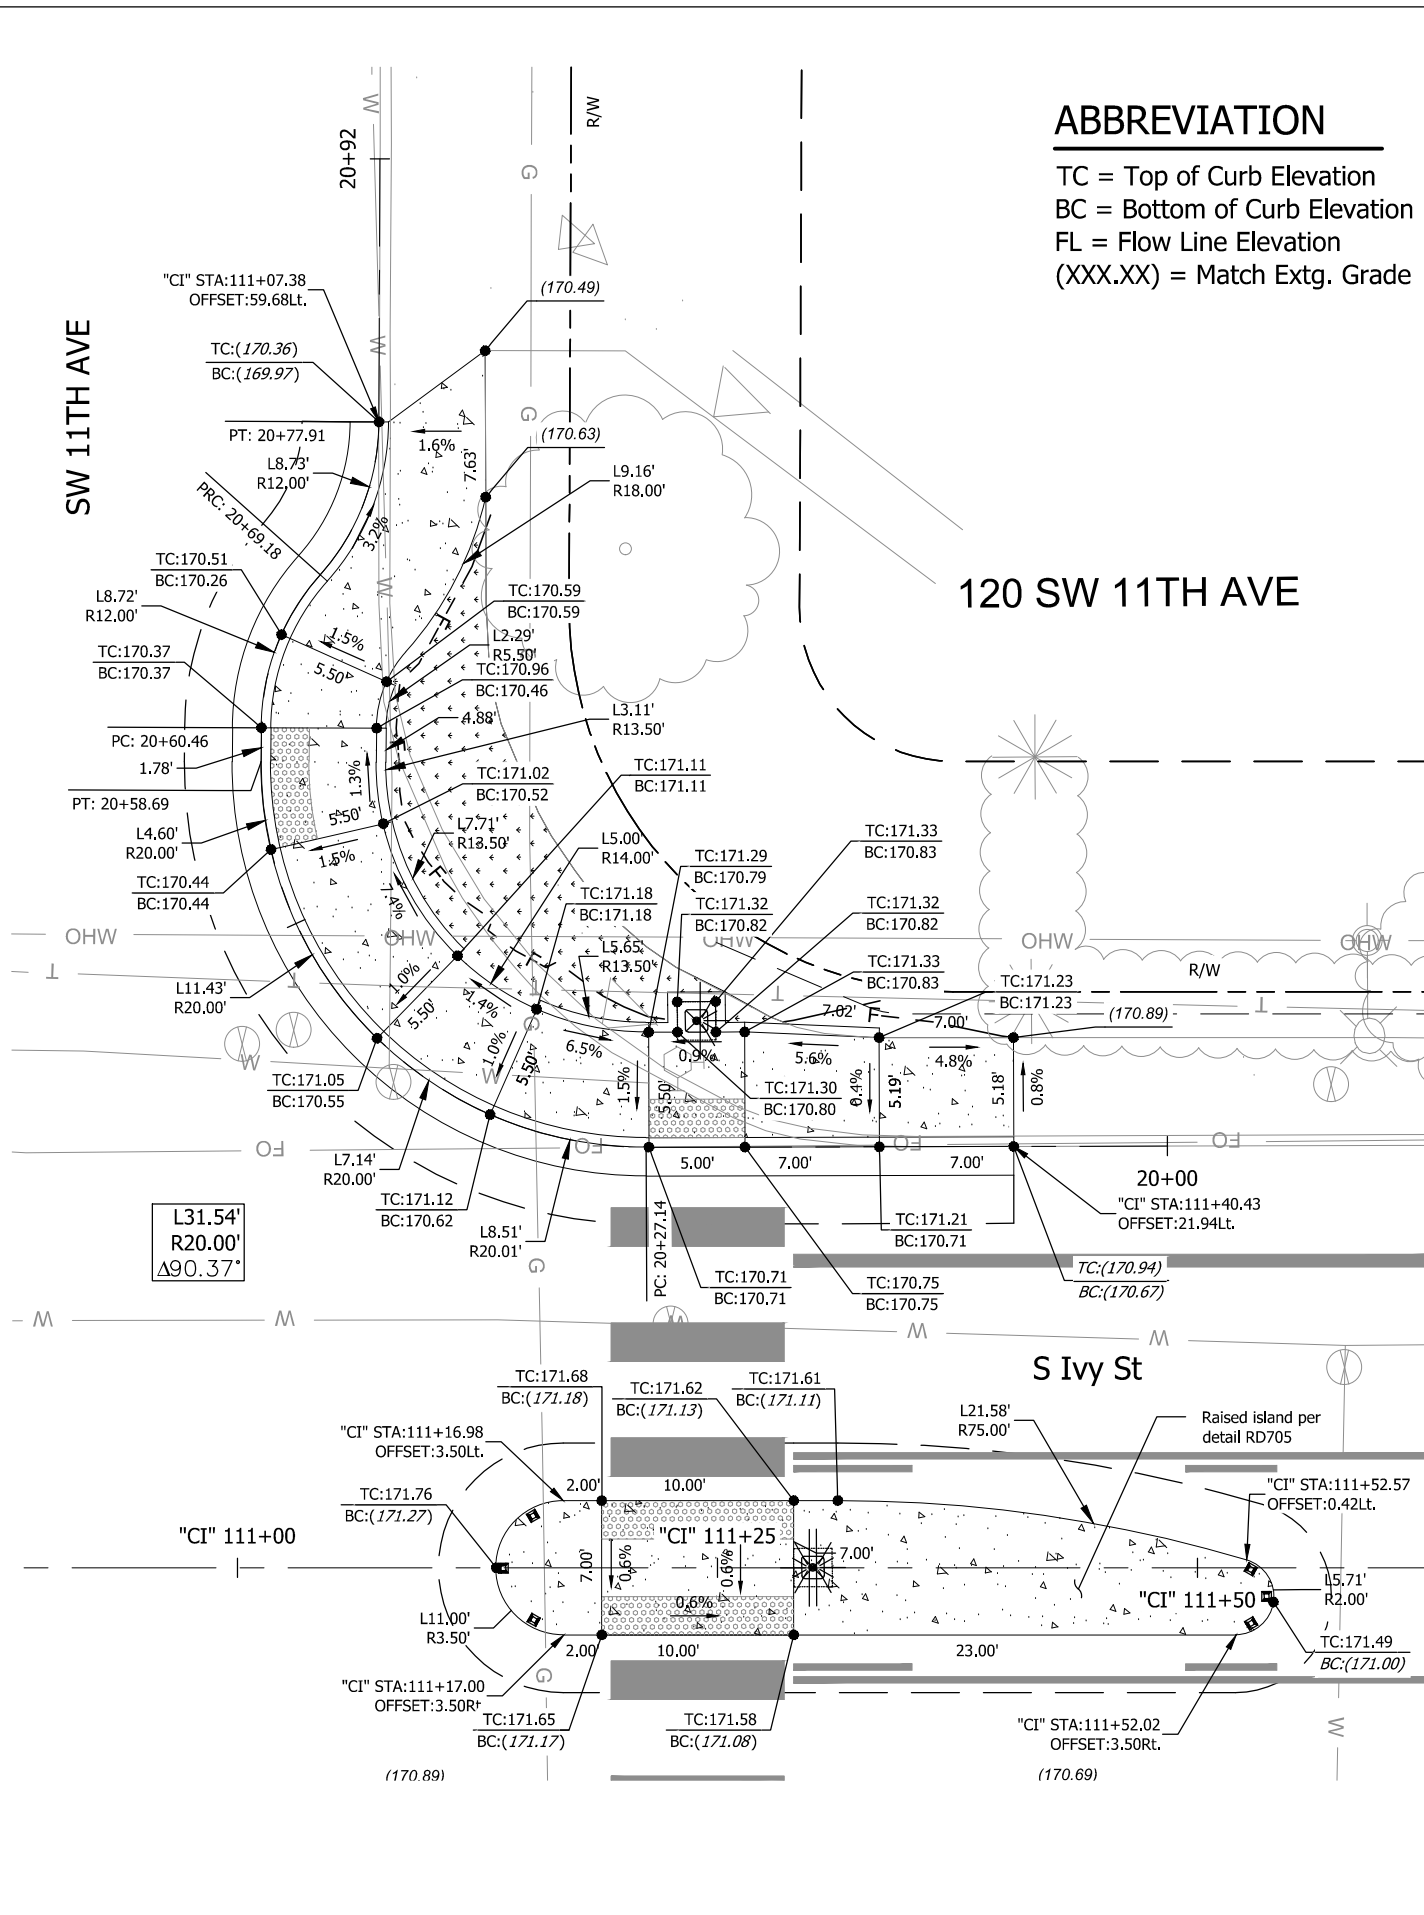 ABBREVIATION
TC = Top of Curb Elevation
BC = Bottom of Curb Elevation
FL = Flow Line Elevation
(XXX.XX) = Match Extg. Grade
20+92
W
G
R/W
"CI" STA:111+07.38
OFFSET:59.68Lt.
(170.49)
SW 11TH AVE
TC:(170.36)
BC:(169.97)
W
G
PT: 20+77.91
1.6%
7.63'
(170.63)
L8.73'
R12.00'
L9.16'
R18.00'
PRC: 20+69.18
3.2%
TC:170.51
BC:170.26
W
L8.72'
R12.00'
TC:170.59
BC:170.59
120 SW 11TH AVE
F
1.5%
5.50'
L2.29'
R5.50'
TC:170.37
BC:170.37
TC:170.96
BC:170.46
4.88'
L3.11'
R13.50'
PC: 20+60.46
F
1.78'
1.3%
TC:171.02
BC:170.52
TC:171.11
BC:171.11
PT: 20+58.69
5.50'
L4.60'
R20.00'
1.5%
L7.71'
R13.50'
L5.00'
R14.00'
TC:171.33
BC:170.83
TC:170.44
BC:170.44
F
7.4%
TC:171.29
BC:170.79
TC:171.18
BC:171.18
TC:171.32
BC:170.82
TC:171.32
BC:170.82
OHW
OHW
OHW
OHW
OHW
L5.65'
R13.50'
F
TC:171.33
BC:170.83
R/W
T
T
T
T
T
1.0%
5.50'
L11.43'
R20.00'
1.4%
TC:171.23
BC:171.23
7.02'
F
7.00'
(170.89)
G
W
W
1.0%
5.50'
6.5%
0.9%
5.6%
4.8%
TC:171.05
BC:170.55
1.5%
5.50'
TC:171.30
BC:170.80
0.4%
5.19'
5.18'
0.8%
FO
FO
FO
FO
L7.14'
R20.00'
5.00'
7.00'
7.00'
20+00
TC:171.12
BC:170.62
"CI" STA:111+40.43
OFFSET:21.94Lt.
L31.54'
R20.00'
Δ90.37°
L8.51'
R20.01'
PC: 20+27.14
TC:171.21
BC:170.71
G
TC:170.71
BC:170.71
TC:170.75
BC:170.75
TC:(170.94)
BC:(170.67)
W
W
W
W
W
S Ivy St
TC:171.68
BC:(171.18)
TC:171.62
BC:(171.13)
TC:171.61
BC:(171.11)
L21.58'
R75.00'
Raised island per
detail RD705
"CI" STA:111+16.98
OFFSET:3.50Lt.
TC:171.76
BC:(171.27)
2.00'
10.00'
"CI" STA:111+52.57
OFFSET:0.42Lt.
"CI" 111+00
"CI" 111+25
7.00'
0.6%
0.6%
7.00'
0.6%
"CI" 111+50
L5.71'
R2.00'
L11.00'
R3.50'
2.00'
10.00'
23.00'
TC:171.49
BC:(171.00)
G
"CI" STA:111+17.00
OFFSET:3.50Rt
TC:171.65
BC:(171.17)
TC:171.58
BC:(171.08)
"CI" STA:111+52.02
OFFSET:3.50Rt.
W
(170.89)
(170.69)